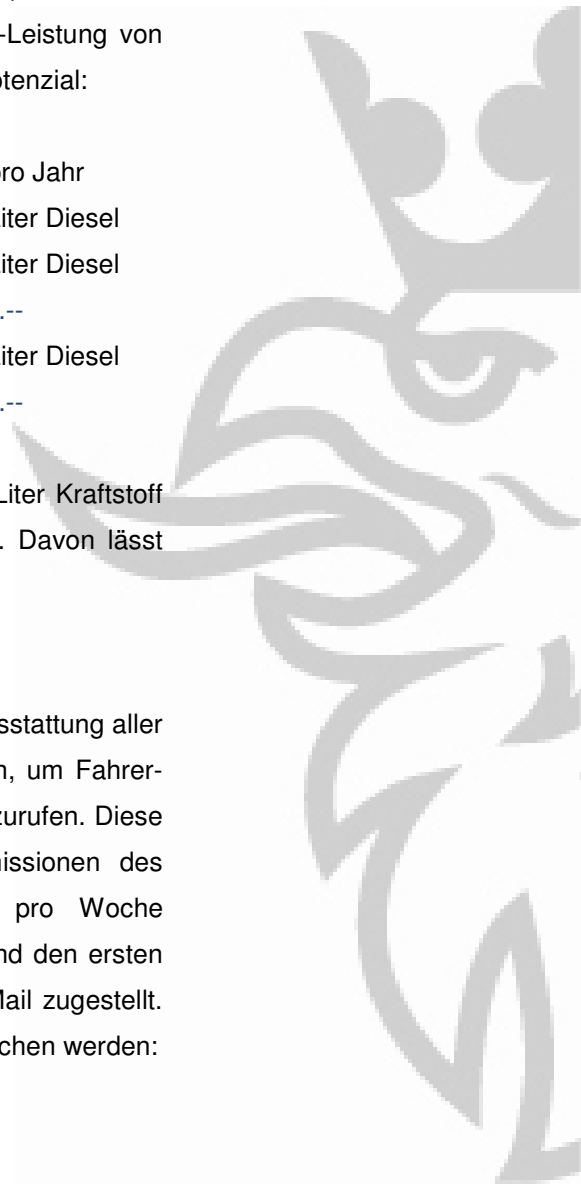 -Leistung von
otenzial:
oro Jahr
iter Diesel
iter Diesel
.--
iter Diesel
.--
Liter Kraftstoff
. Davon lässt
sstattung aller
n, um Fahrer-
zurufen. Diese
issionen des
pro Woche
nd den ersten
Mail zugestellt.
chen werden: